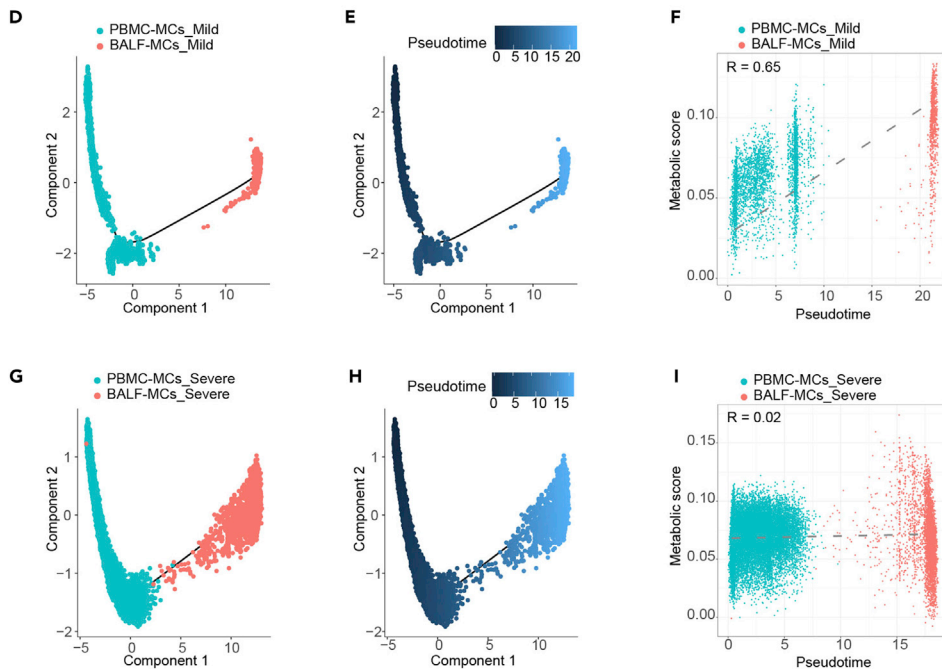 D
PBMC-MCs_Mild
BALF-MCs_Mild
Component 2
2
0
−2
−5 0 5 10
Component 1
E
Pseudotime
0 5 10 15 20
Component 2
2
0
−2
−5 0 5 10
Component 1
F
PBMC-MCs_Mild
BALF-MCs_Mild
R = 0.65
Metabolic score
0.10
0.05
0.00
0 5 10 15 20
Pseudotime
G
PBMC-MCs_Severe
BALF-MCs_Severe
Component 2
1
0
−1
−2
−5 0 5 10
Component 1
H
Pseudotime
0 5 10 15
Component 2
1
0
−1
−2
−5 0 5 10
Component 1
I
PBMC-MCs_Severe
BALF-MCs_Severe
R = 0.02
Metabolic score
0.15
0.10
0.05
0.00
0 5 10 15
Pseudotime